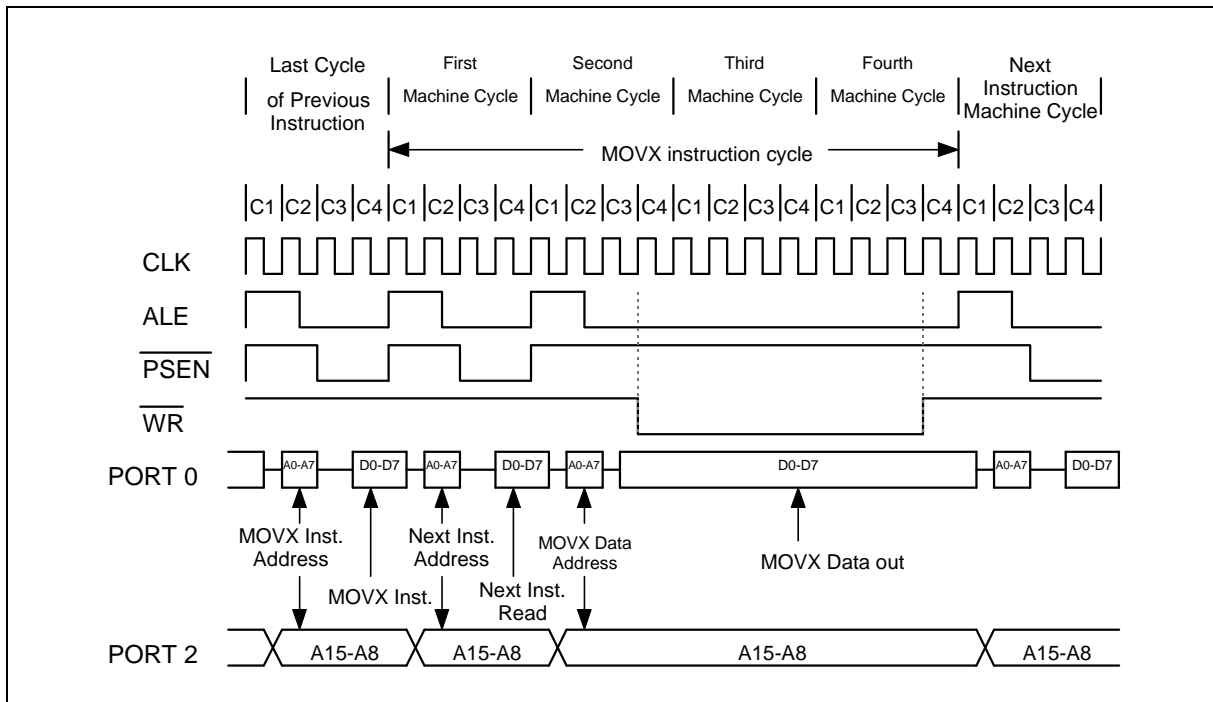 Last Cycle
of Previous
Instruction
First
Machine Cycle
Second
Machine Cycle
Third
Machine Cycle
Fourth
Machine Cycle
Next
Instruction
Machine Cycle
MOVX instruction cycle
C1 C2 C3 C4 C1 C2 C3 C4 C1 C2 C3 C4 C1 C2 C3 C4 C1 C2 C3 C4 C1 C2 C3 C4
CLK
ALE
PSEN
WR
PORT 0
A0-A7 D0-D7 A0-A7 D0-D7 A0-A7 D0-D7 A0-A7 D0-D7
MOVX Inst.
Address
MOVX Inst.
Next Inst.
Address
Next Inst.
Read
MOVX Data
Address
MOVX Data out
PORT 2
A15-A8 A15-A8 A15-A8 A15-A8